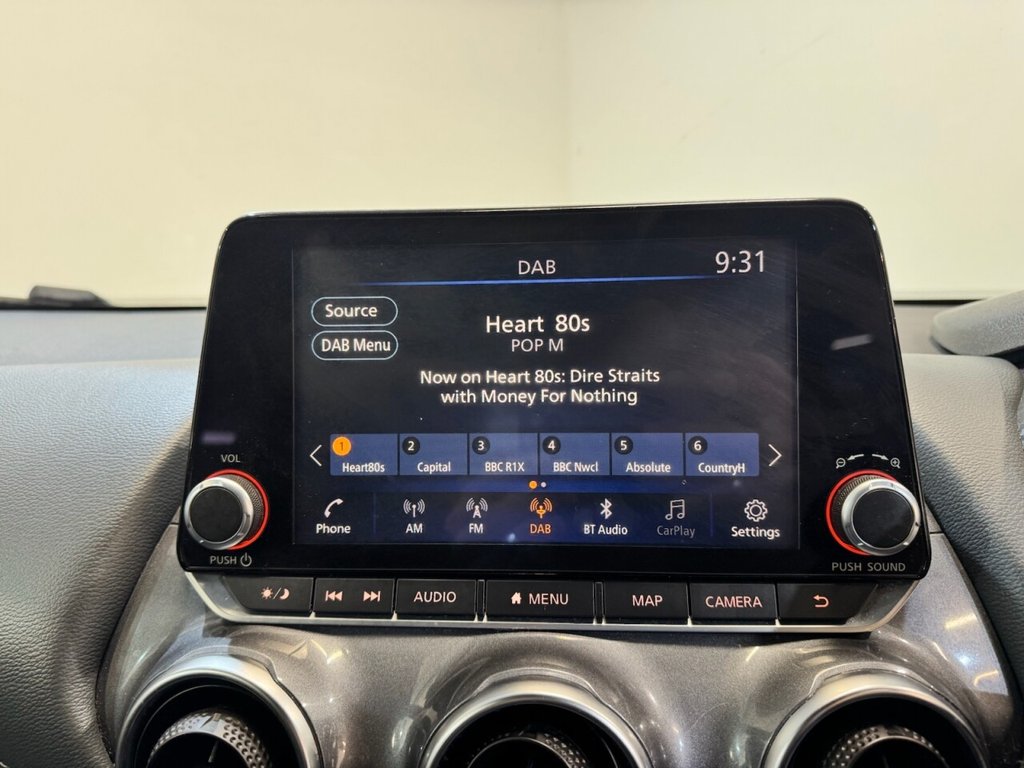 DAB
9:31
Source
Heart 80s
POP M
DAB Menu
Now on Heart 80s: Dire Straits
with Money For Nothing
1 2 3 4 5 6
Heart80s Capital BBC R1X BBC Nwcl Absolute CountryH
Phone AM FM DAB BT Audio CarPlay Settings
VOL
PUSH
PUSH SOUND
AUDIO MENU MAP CAMERA